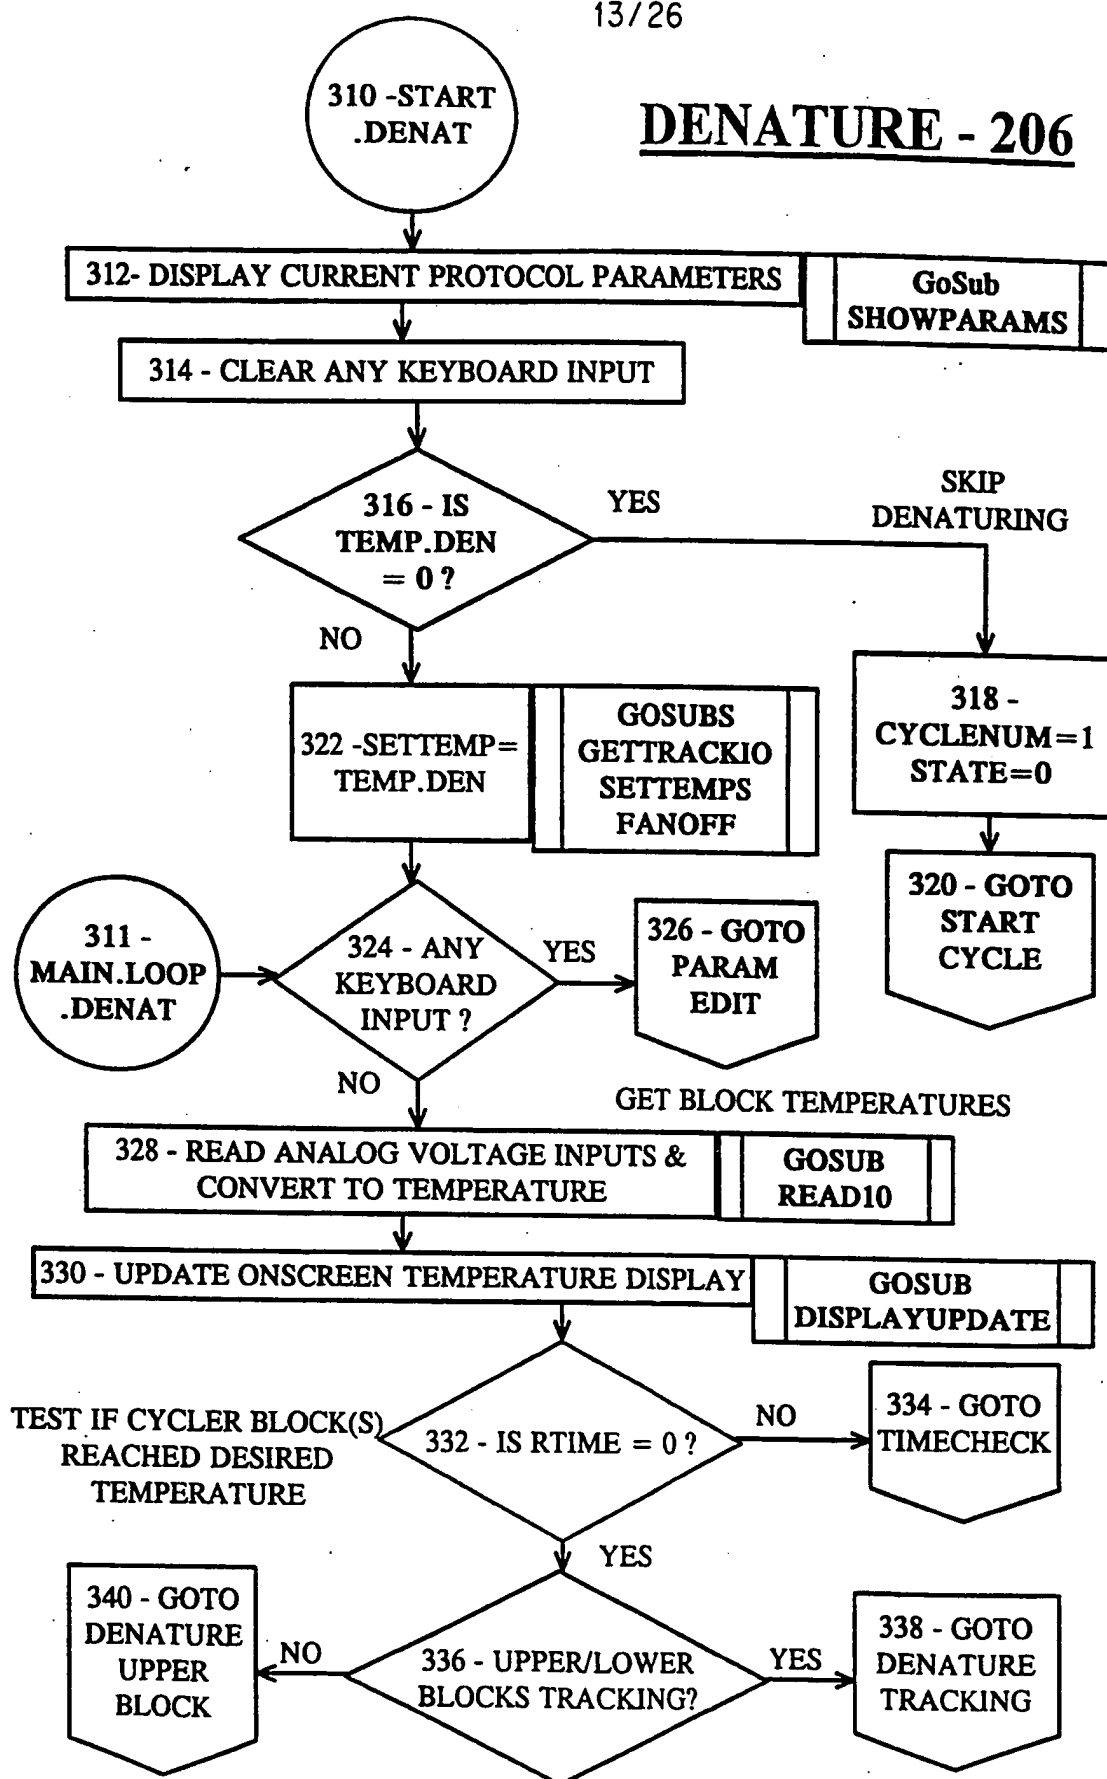 13/26
310 -START
.DENAT
DENATURE - 206
312- DISPLAY CURRENT PROTOCOL PARAMETERS
GoSub
SHOWPARAMS
314 - CLEAR ANY KEYBOARD INPUT
316 - IS
TEMP.DEN
= 0 ?
YES
SKIP
DENATURING
NO
318 -
CYCLENUM=1
STATE=0
322 -SETTEMP=
TEMP.DEN
GOSUBS
GETTRACKIO
SETTEMPS
FANOFF
320 - GOTO
START
CYCLE
311 -
MAIN.LOOP
.DENAT
324 - ANY
KEYBOARD
INPUT ?
YES
326 - GOTO
PARAM
EDIT
NO
GET BLOCK TEMPERATURES
328 - READ ANALOG VOLTAGE INPUTS &
CONVERT TO TEMPERATURE
GOSUB
READ10
330 - UPDATE ONSCREEN TEMPERATURE DISPLAY
GOSUB
DISPLAYUPDATE
TEST IF CYCLER BLOCK(S)
REACHED DESIRED
TEMPERATURE
332 - IS RTIME = 0 ?
NO
334 - GOTO
TIMECHECK
YES
340 - GOTO
DENATURE
UPPER
BLOCK
NO
336 - UPPER/LOWER
BLOCKS TRACKING?
YES
338 - GOTO
DENATURE
TRACKING